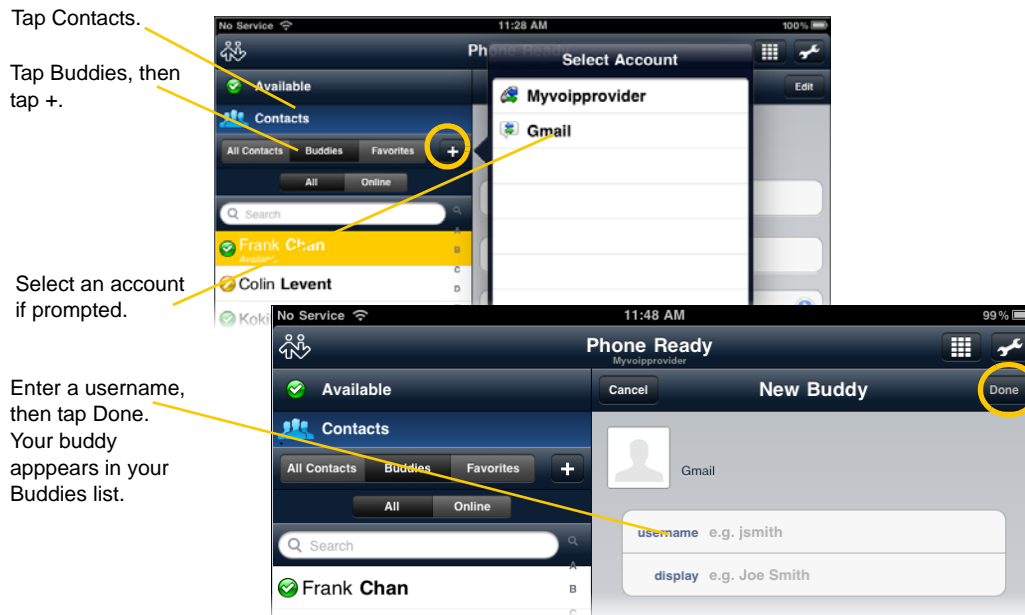 Tap Contacts.
Tap Buddies, then
tap +.
Select an account
if prompted.
Enter a username,
then tap Done.
Your buddy
apppears in your
Buddies list.
No Service 11:28 AM 100%
Select Account
Available
Edit
Myvoipprovider
Contacts
Gmail
All Contacts Buddies Favorites +
All Online
Search
A
Frank Chan
Available
B
C
Colin Levent
D
No Service 11:48 AM 99%
Phone Ready
Myvoipprovider
Available
Cancel New Buddy Done
Contacts
All Contacts Buddies Favorites +
Gmail
All Online
username e.g. jsmith
Search
A
display e.g. Joe Smith
Frank Chan
B
C